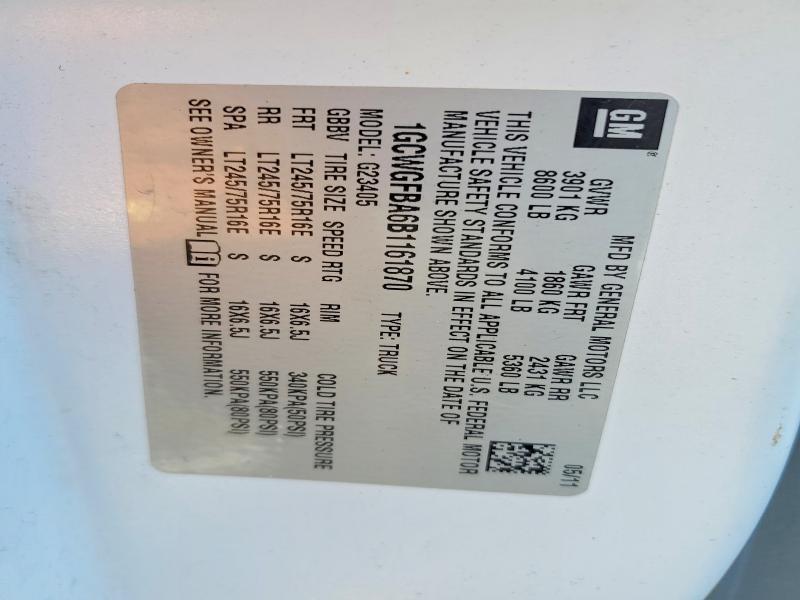 GM®
MFD BY GENERAL MOTORS LLC 05/11
GVWR GAWR FRT GAWR RR
3901 KG 1860 KG 2431 KG
8600 LB 4100 LB 5360 LB
THIS VEHICLE CONFORMS TO ALL APPLICABLE U.S. FEDERAL MOTOR
VEHICLE SAFETY STANDARDS IN EFFECT ON THE DATE OF
MANUFACTURE SHOWN ABOVE.
1GCWGFBA6B1161870
MODEL: G23405 TYPE: TRUCK
GBBV TIRE SIZE SPEED RTG RIM COLD TIRE PRESSURE
FRT LT245/75R16E S 16X6.5J 340KPA(50PSI)
RR LT245/75R16E S 16X6.5J 550KPA(80PSI)
SPA LT245/75R16E S 16X6.5J 550KPA(80PSI)
SEE OWNER'S MANUAL i FOR MORE INFORMATION.